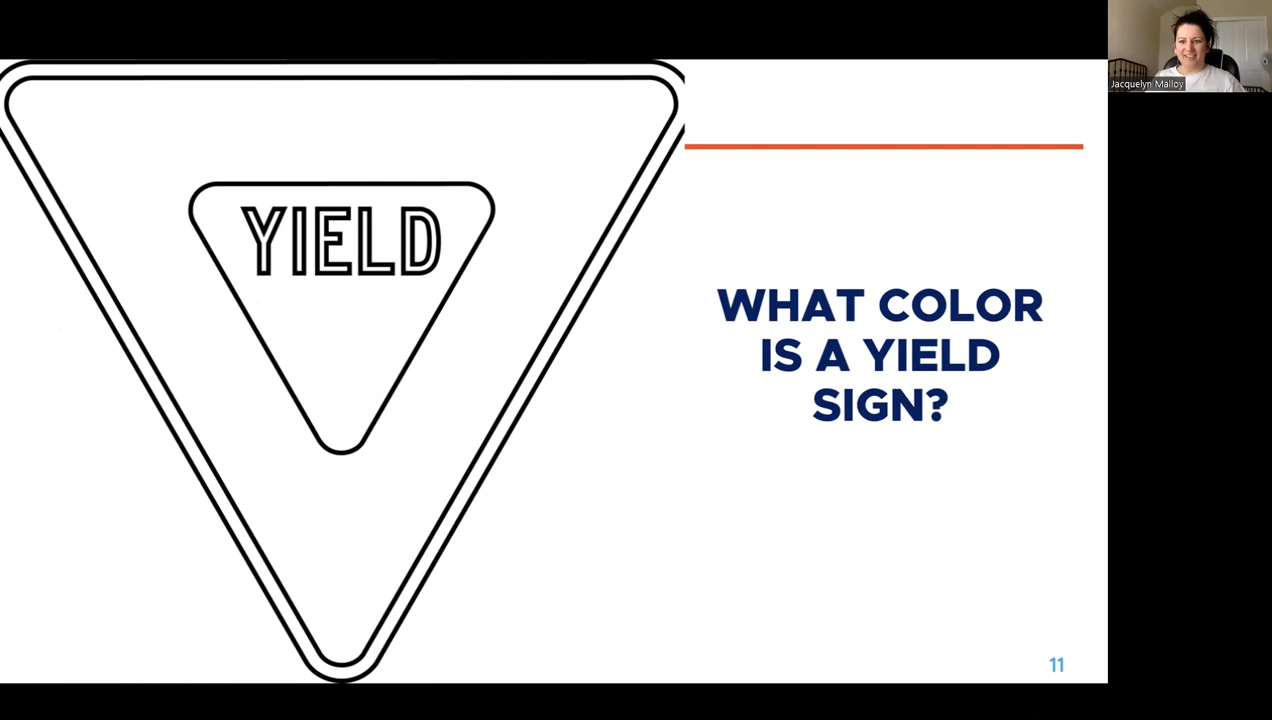 Jacquelyn Malloy
YIELD
WHAT COLOR
IS A YIELD
SIGN?
11